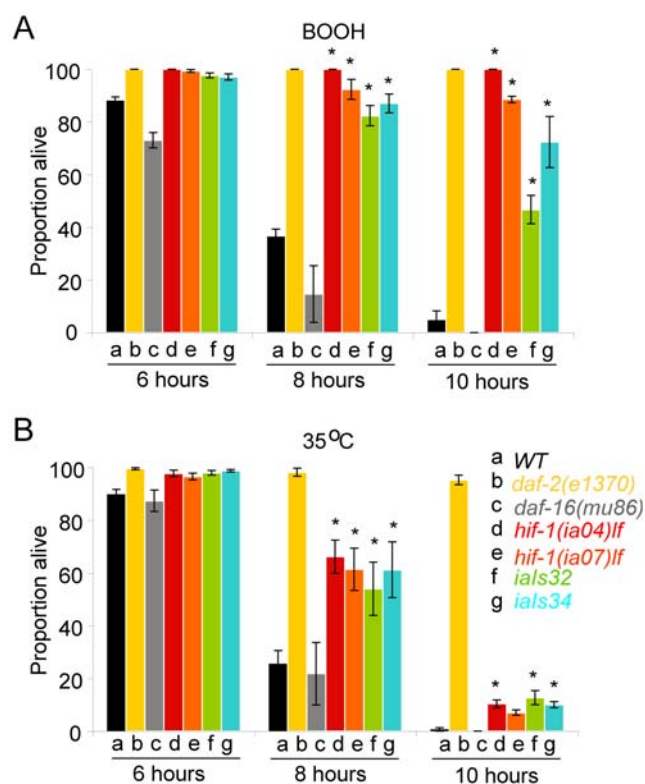 A
BOOH
Proportion alive
100
80
60
40
20
0
* * * *
* * * *
a b c d e f g
a b c d e f g
a b c d e f g
6 hours
8 hours
10 hours
B
35°C
Proportion alive
100
80
60
40
20
0
* * * *
* * *
a b c d e f g
a b c d e f g
a b c d e f g
6 hours
8 hours
10 hours
a WT
b daf-2(e1370)
c daf-16(mu86)
d hif-1(ia04)lf
e hif-1(ia07)lf
f iaIs32
g iaIs34